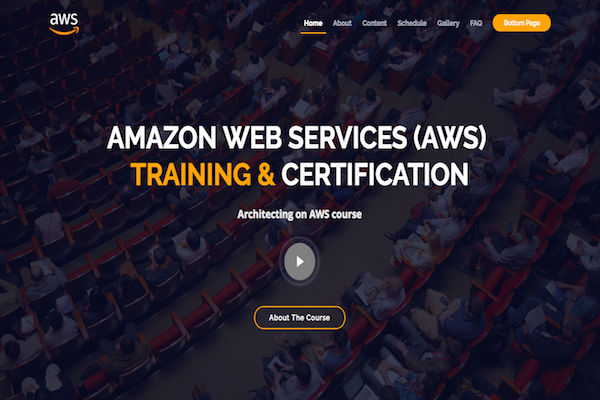 aws
Home About Content Schedule Gallery FAQ Bottom Page
AMAZON WEB SERVICES (AWS)
TRAINING & CERTIFICATION
Architecting on AWS course
About The Course